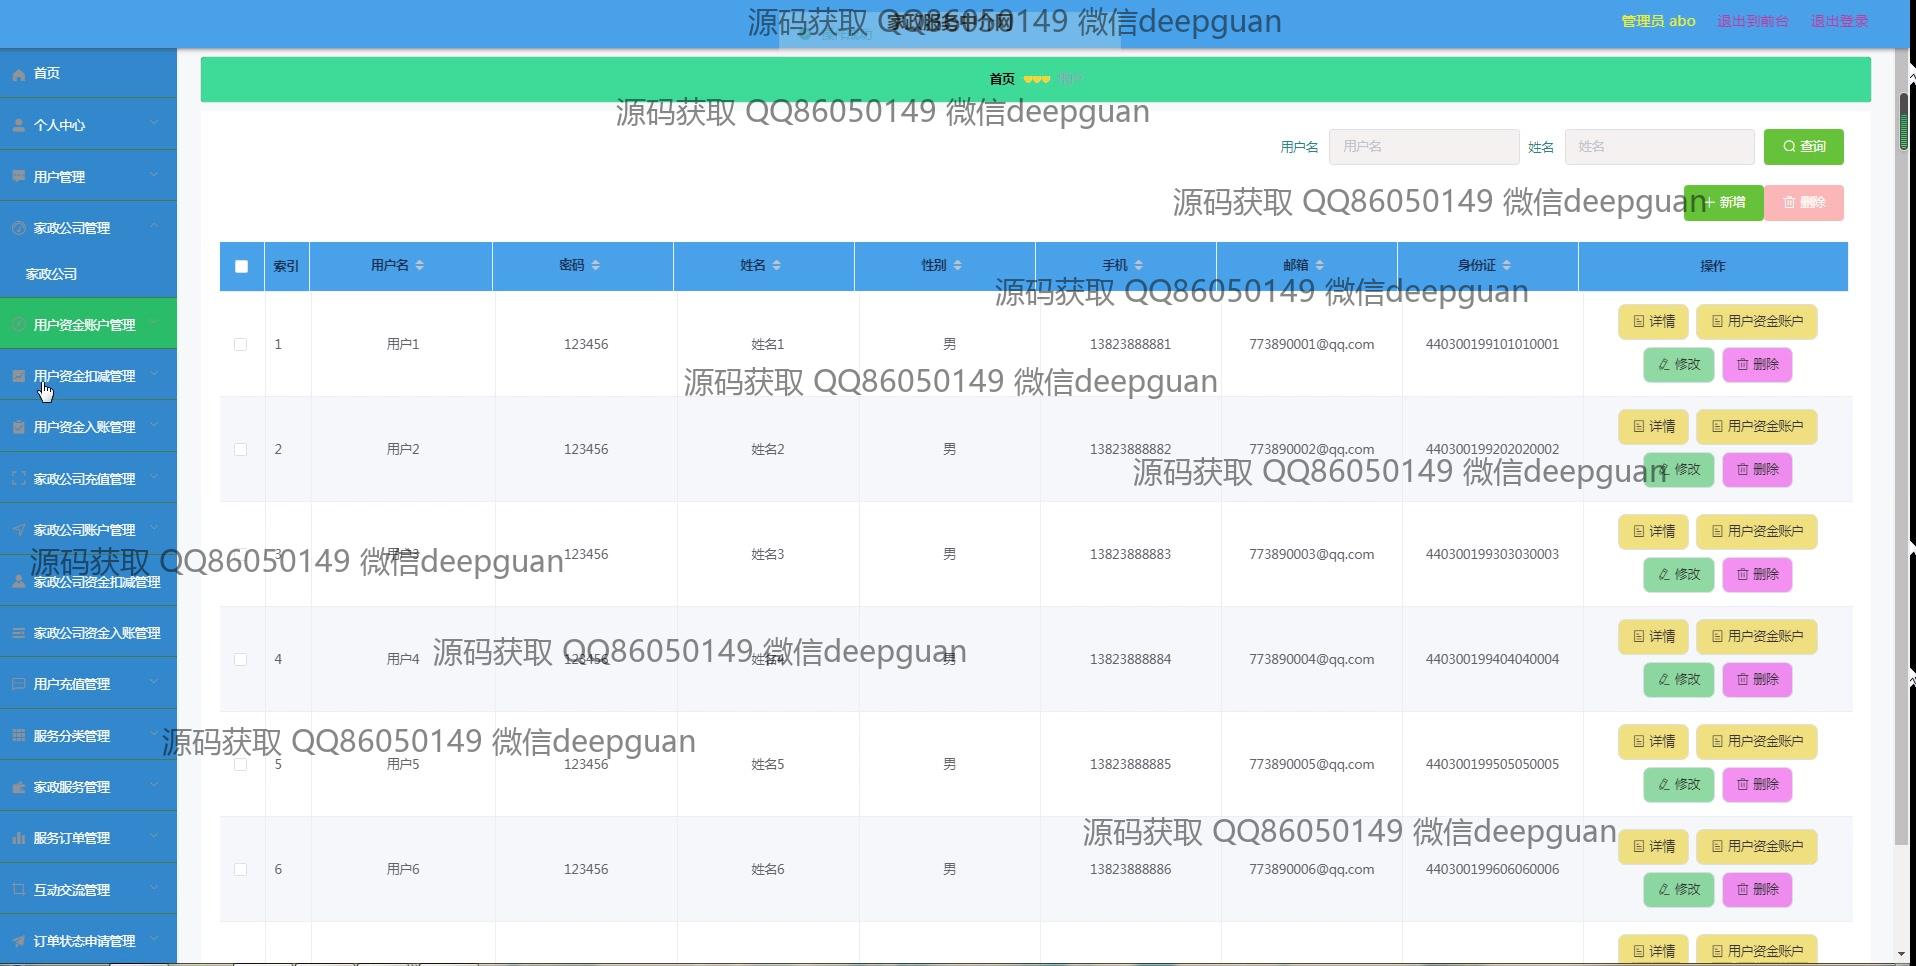 家政服务中介网
源码获取 QQ86050149 微信deepguan
管理员 abo 退出到前台 退出登录
首页
个人中心
用户管理
家政公司管理
家政公司
用户资金账户管理
用户资金扣减管理
用户资金入账管理
家政公司充值管理
家政公司账户管理
家政公司资金扣减管理
家政公司资金入账管理
用户充值管理
服务分类管理
家政服务管理
服务订单管理
互动交流管理
订单状态申请管理
首页 用户
源码获取 QQ86050149 微信deepguan
用户名 用户名 姓名 姓名 查询
源码获取 QQ86050149 微信deepguan
新增 删除
索引 用户名 密码 姓名 性别 手机 邮箱 身份证 操作
源码获取 QQ86050149 微信deepguan
1 用户1 123456 姓名1 男 13823888881 773890001@qq.com 440300199101010001 详情 用户资金账户
修改 删除
源码获取 QQ86050149 微信deepguan
2 用户2 123456 姓名2 男 13823888882 773890002@qq.com 440300199202020002 详情 用户资金账户
修改 删除
源码获取 QQ86050149 微信deepguan
3 用户3 123456 姓名3 男 13823888883 773890003@qq.com 440300199303030003 详情 用户资金账户
修改 删除
源码获取 QQ86050149 微信deepguan
4 用户4 123456 姓名4 男 13823888884 773890004@qq.com 440300199404040004 详情 用户资金账户
修改 删除
源码获取 QQ86050149 微信deepguan
5 用户5 123456 姓名5 男 13823888885 773890005@qq.com 440300199505050005 详情 用户资金账户
修改 删除
源码获取 QQ86050149 微信deepguan
6 用户6 123456 姓名6 男 13823888886 773890006@qq.com 440300199606060006 详情 用户资金账户
修改 删除
源码获取 QQ86050149 微信deepguan
详情 用户资金账户